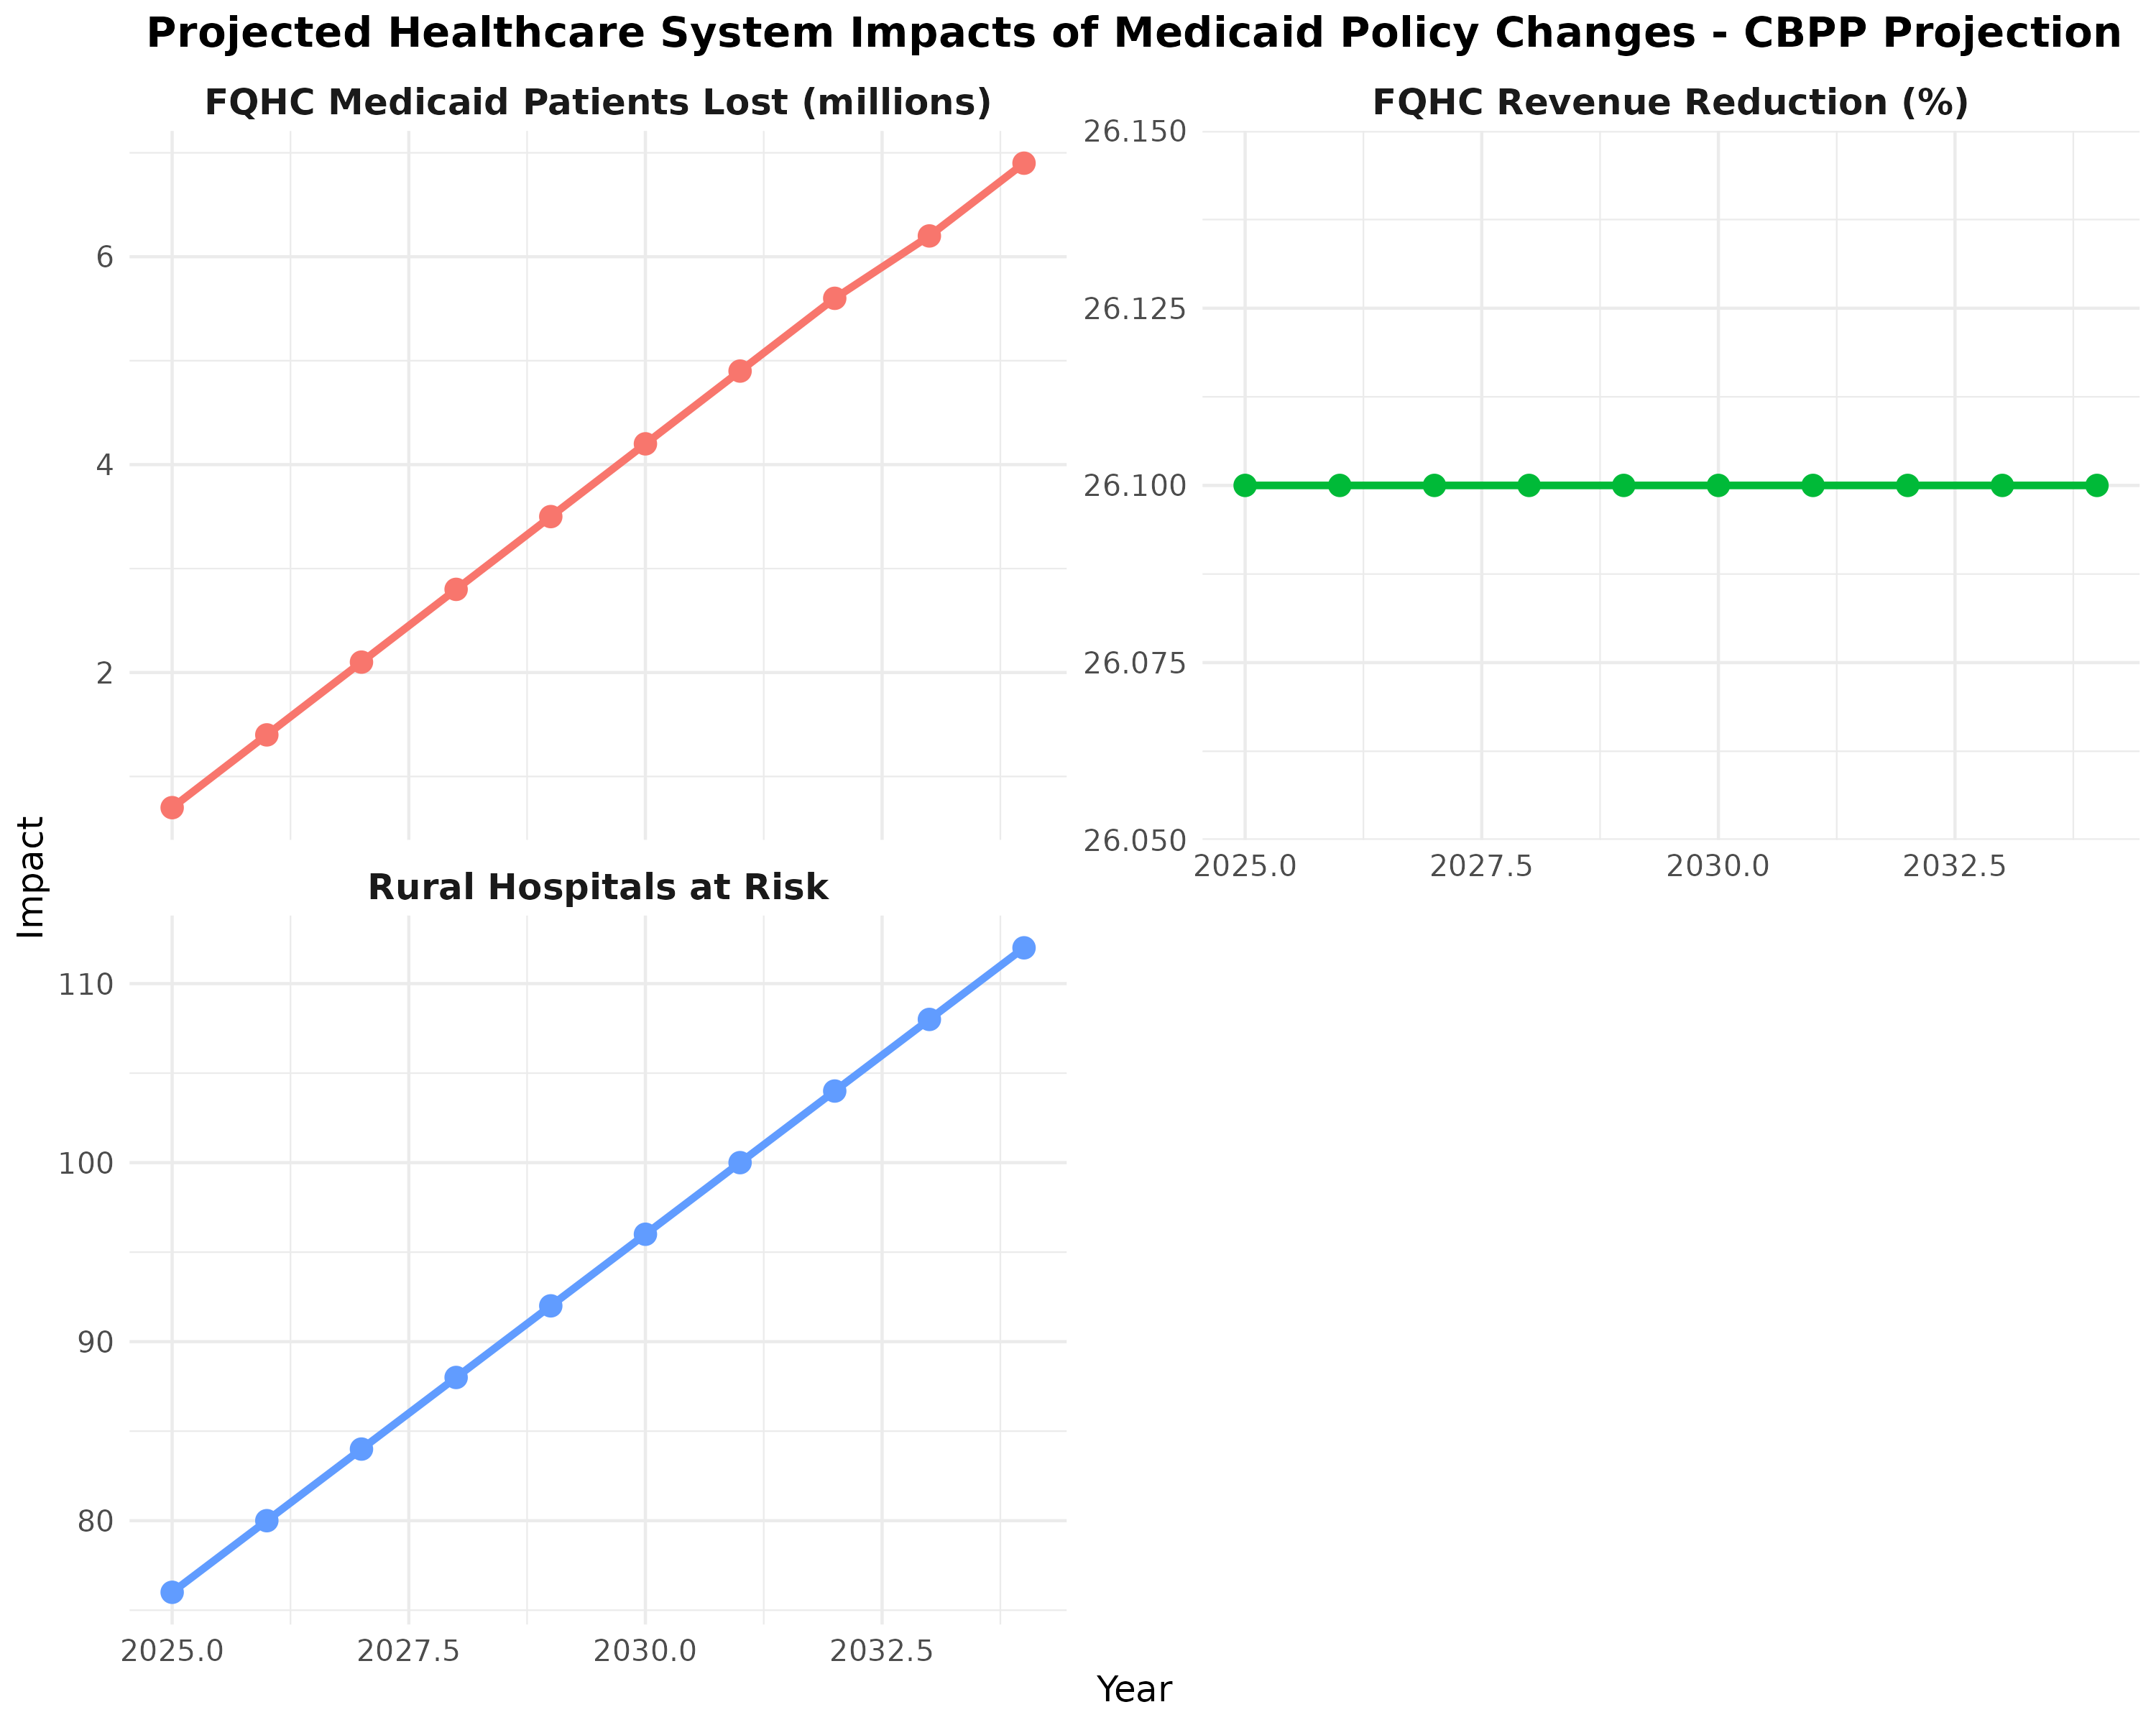 Projected Healthcare System Impacts of Medicaid Policy Changes - CBPP Projection
FQHC Medicaid Patients Lost (millions)
6
4
2
FQHC Revenue Reduction (%)
26.150
26.125
26.100
26.075
26.050
2025.0 2027.5 2030.0 2032.5
Impact
Rural Hospitals at Risk
110
100
90
80
2025.0 2027.5 2030.0 2032.5
Year